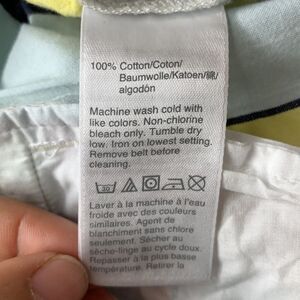 100% Cotton/Coton/
Baumwolle/Katoen/綿/
algodón
Machine wash cold with
like colors. Non-chlorine
bleach only. Tumble dry
low. Iron on lowest setting.
Remove belt before
cleaning.
30
Laver à la machine à l'eau
froide avec des couleurs
similaires. Agent de
blanchiment sans chlore
seulement. Sécher au
sèche-linge au cycle doux.
Repasser à la plus basse
température. Retirer la